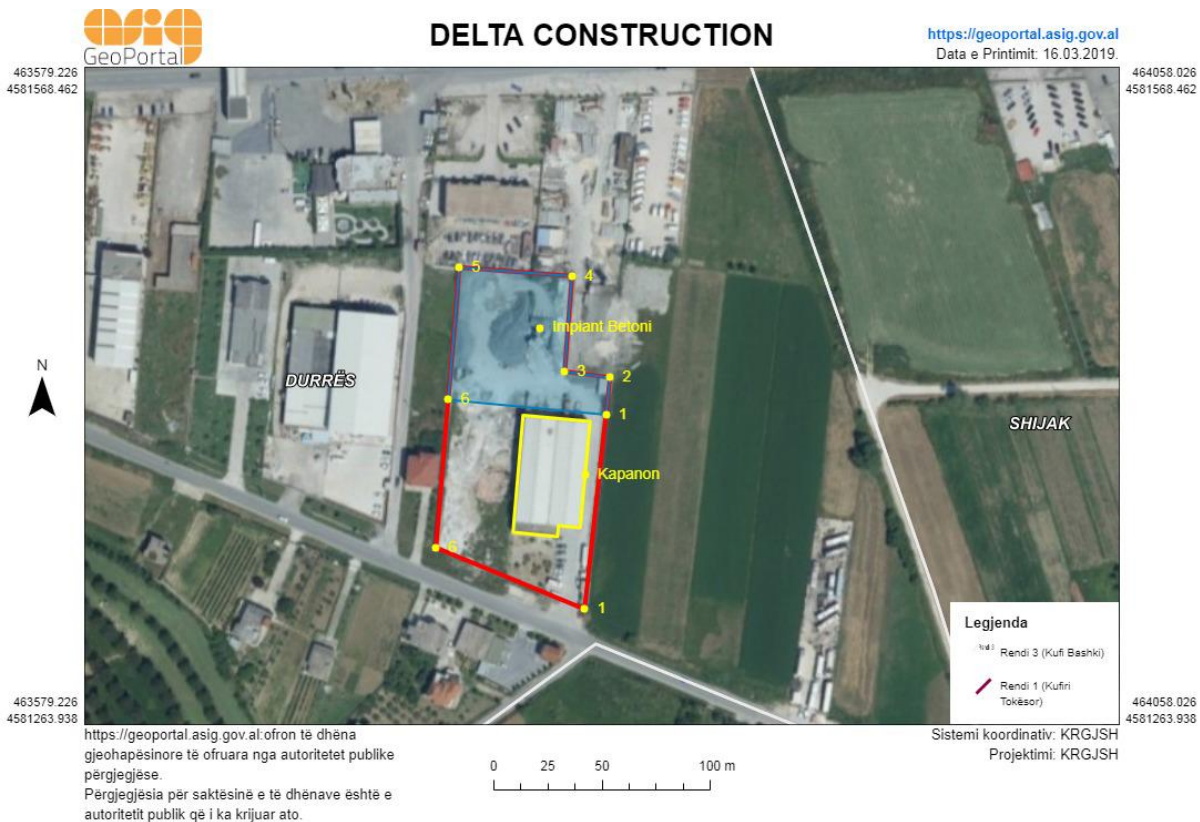 asig
GeoPortal
DELTA CONSTRUCTION
https://geoportal.asig.gov.al
Data e Printimit: 16.03.2019.
463579.226
4581568.462
464058.026
4581568.462
5
4
Impiant Betoni
3
2
6
1
N
DURRËS
SHIJAK
Kapanon
6
1
Legjenda
Rendi 3 (Kufi Bashki)
Rendi 1 (Kufiri
Tokësor)
463579.226
4581263.938
464058.026
4581263.938
https://geoportal.asig.gov.al:ofron të dhëna
gjeohapësinore të ofruara nga autoritetet publike
përgjegjëse.
Përgjegjësia për saktësinë e të dhënave është e
autoritetit publik që i ka krijuar ato.
0 25 50 100 m
Sistemi koordinativ: KRGJSH
Projektimi: KRGJSH